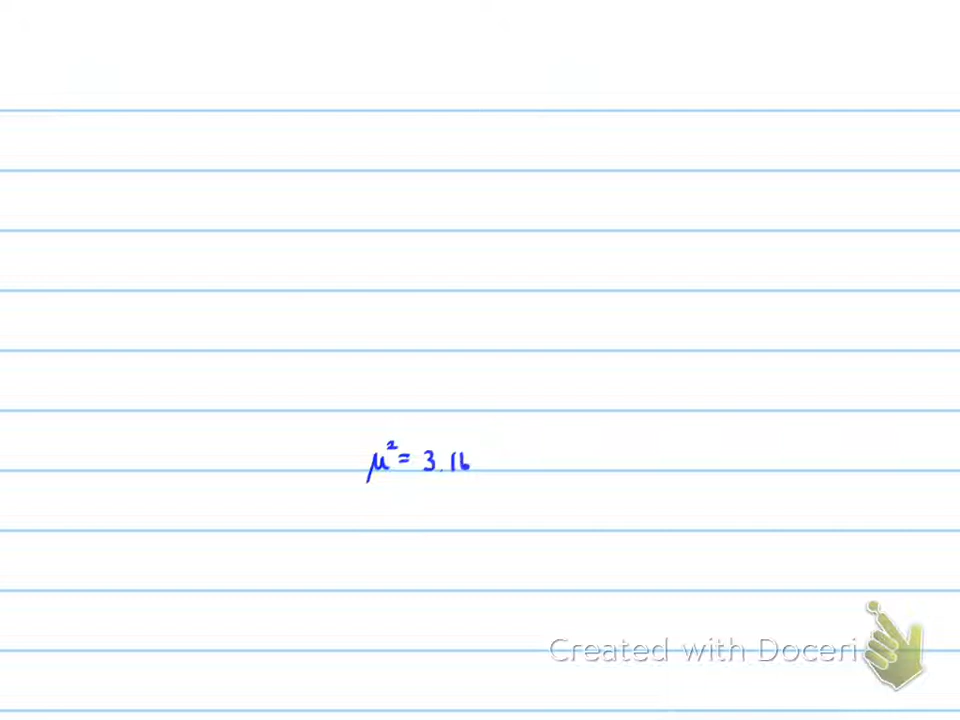 μ² = 3.16
Created with Doceri